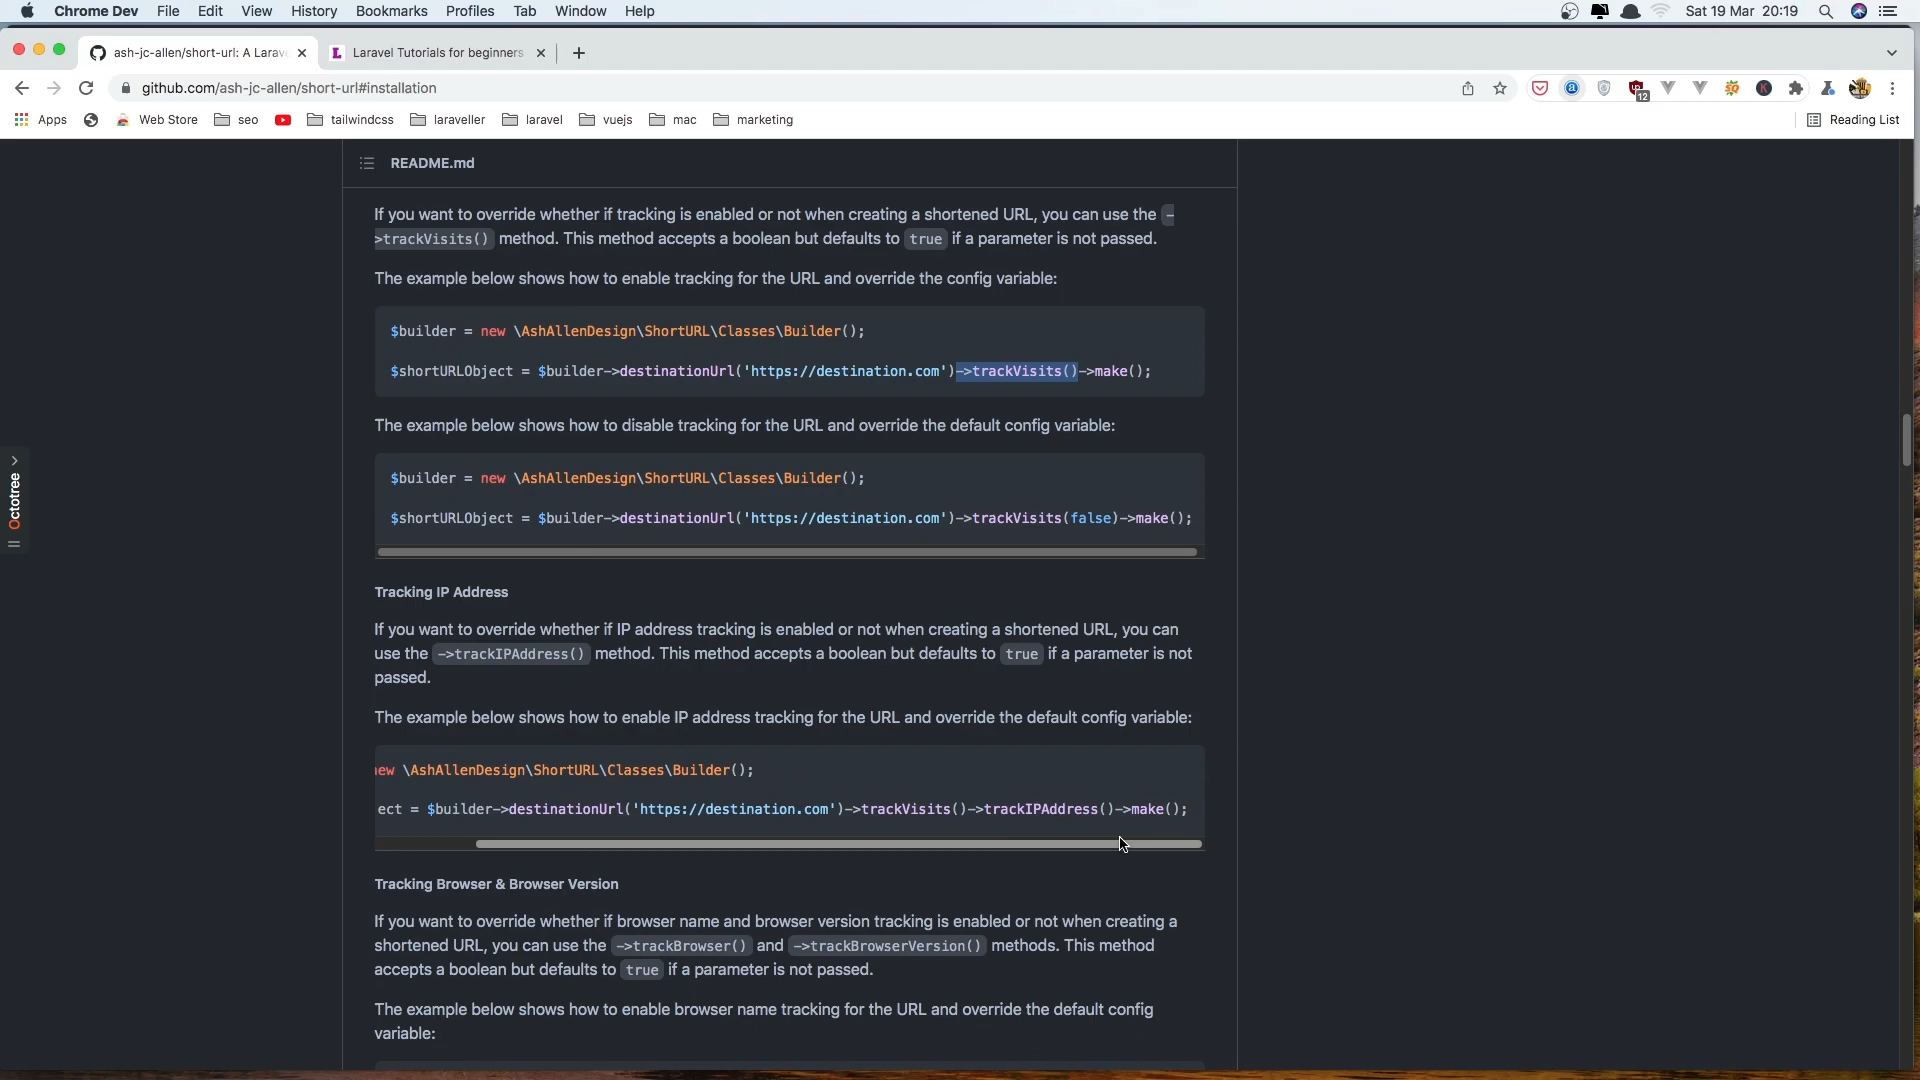 Chrome Dev File Edit View History Bookmarks Profiles Tab Window Help Sat 19 Mar 20:19
ash-jc-allen/short-url: A Larav Laravel Tutorials for beginners
github.com/ash-jc-allen/short-url#installation 12
Apps Web Store seo tailwindcss laraveller laravel vuejs mac marketing Reading List
README.md
If you want to override whether if tracking is enabled or not when creating a shortened URL, you can use the -
>trackVisits() method. This method accepts a boolean but defaults to true if a parameter is not passed.
The example below shows how to enable tracking for the URL and override the config variable:
$builder = new \AshAllenDesign\ShortURL\Classes\Builder();
$shortURLObject = $builder->destinationUrl('https://destination.com')->trackVisits()->make();
The example below shows how to disable tracking for the URL and override the default config variable:
$builder = new \AshAllenDesign\ShortURL\Classes\Builder();
$shortURLObject = $builder->destinationUrl('https://destination.com')->trackVisits(false)->make();
Octotree
Tracking IP Address
If you want to override whether if IP address tracking is enabled or not when creating a shortened URL, you can
use the ->trackIPAddress() method. This method accepts a boolean but defaults to true if a parameter is not
passed.
The example below shows how to enable IP address tracking for the URL and override the default config variable:
new \AshAllenDesign\ShortURL\Classes\Builder();
ect = $builder->destinationUrl('https://destination.com')->trackVisits()->trackIPAddress()->make();
Tracking Browser & Browser Version
If you want to override whether if browser name and browser version tracking is enabled or not when creating a
shortened URL, you can use the ->trackBrowser() and ->trackBrowserVersion() methods. This method
accepts a boolean but defaults to true if a parameter is not passed.
The example below shows how to enable browser name tracking for the URL and override the default config
variable: